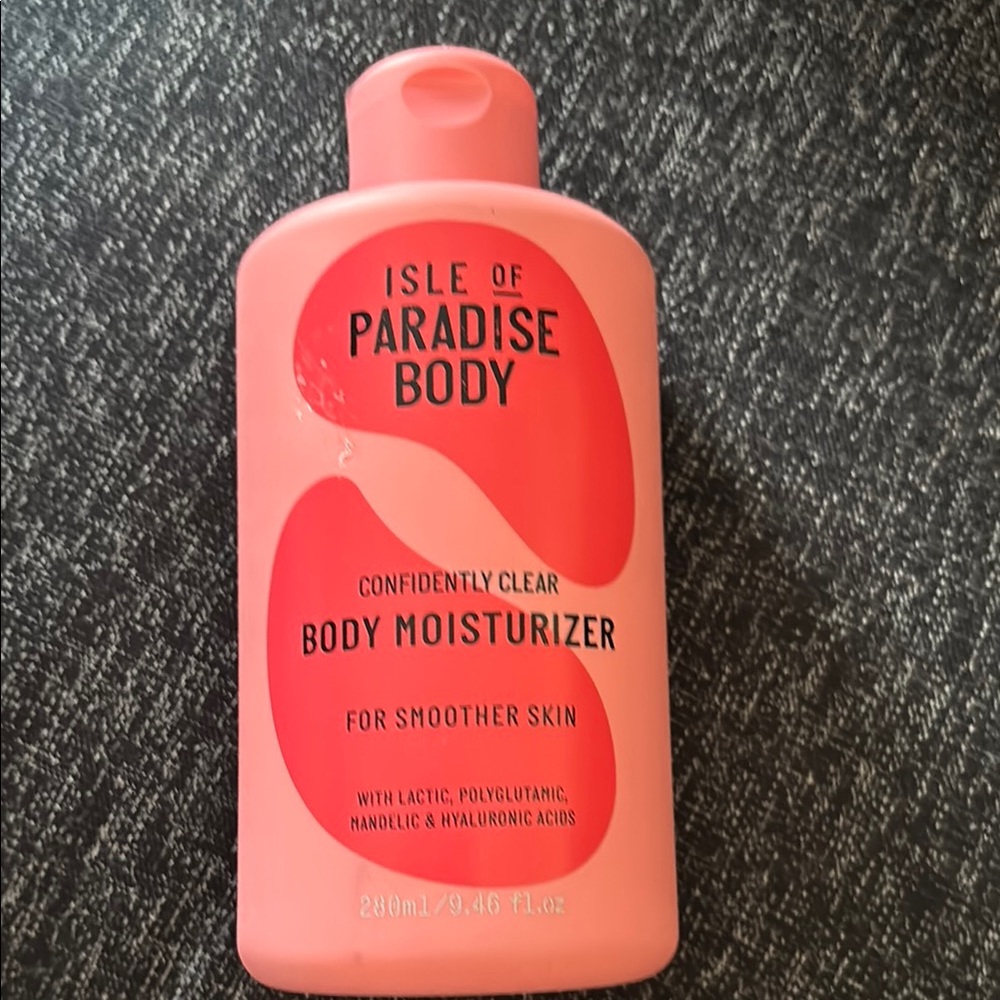 ISLE OF
PARADISE
BODY
CONFIDENTLY CLEAR
BODY MOISTURIZER
FOR SMOOTHER SKIN
WITH LACTIC, POLYGLUTAMIC,
MANDELIC & HYALURONIC ACIDS
280ml/9.46 fl.oz